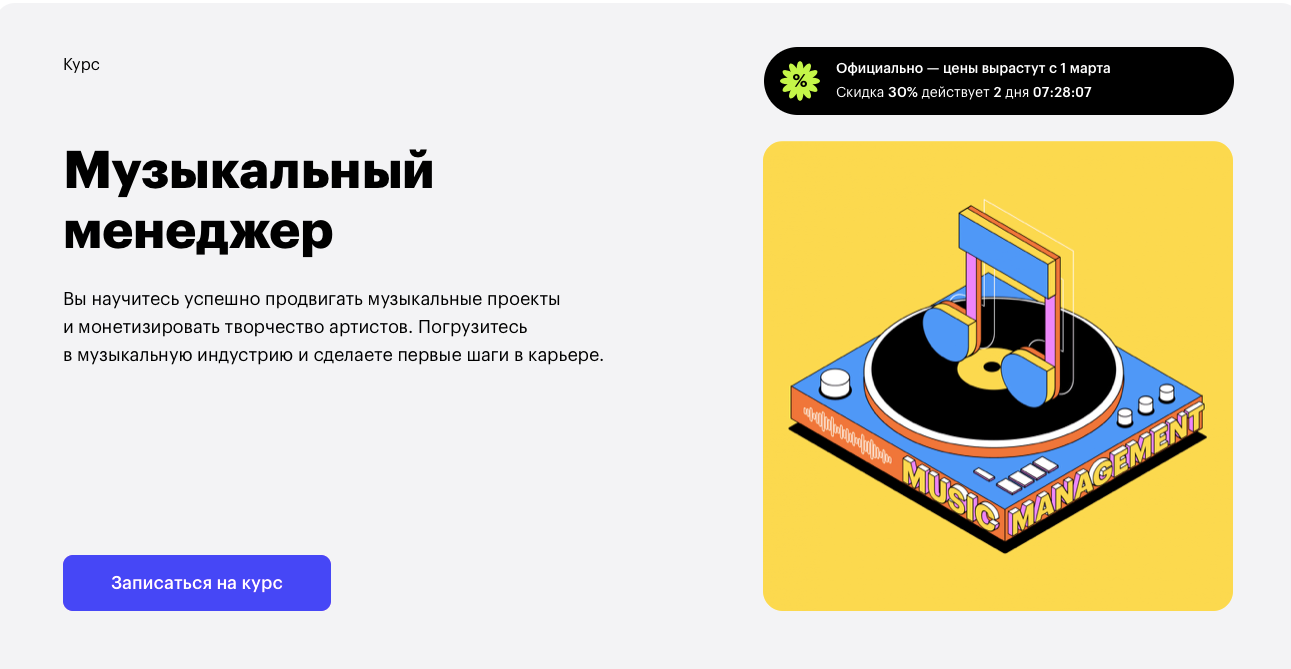 Курс
Официально — цены вырастут с 1 марта
% Скидка 30% действует 2 дня 07:28:07
Музыкальный
менеджер
Вы научитесь успешно продвигать музыкальные проекты
и монетизировать творчество артистов. Погрузитесь
в музыкальную индустрию и сделаете первые шаги в карьере.
MUSIC MANAGEMENT
Записаться на курс